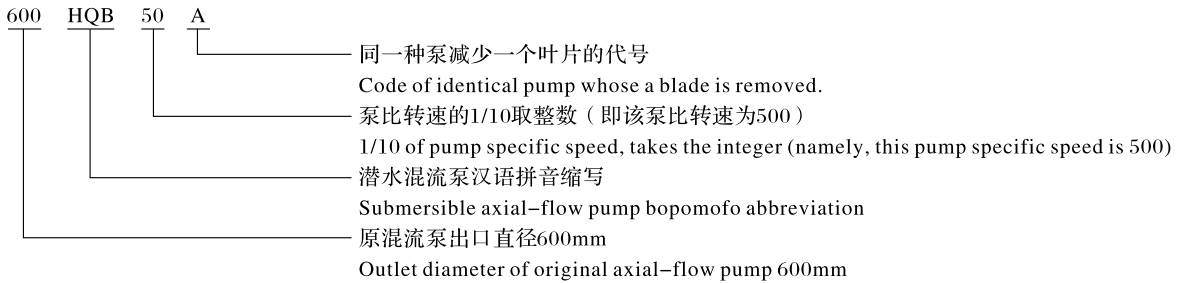 600 HQB 50 A
同一种泵减少一个叶片的代号
Code of identical pump whose a blade is removed.
泵比转速的1/10取整数（即该泵比转速为500）
1/10 of pump specific speed, takes the integer (namely, this pump specific speed is 500)
潜水混流泵汉语拼音缩写
Submersible axial-flow pump bopomofo abbreviation
原混流泵出口直径600mm
Outlet diameter of original axial-flow pump 600mm